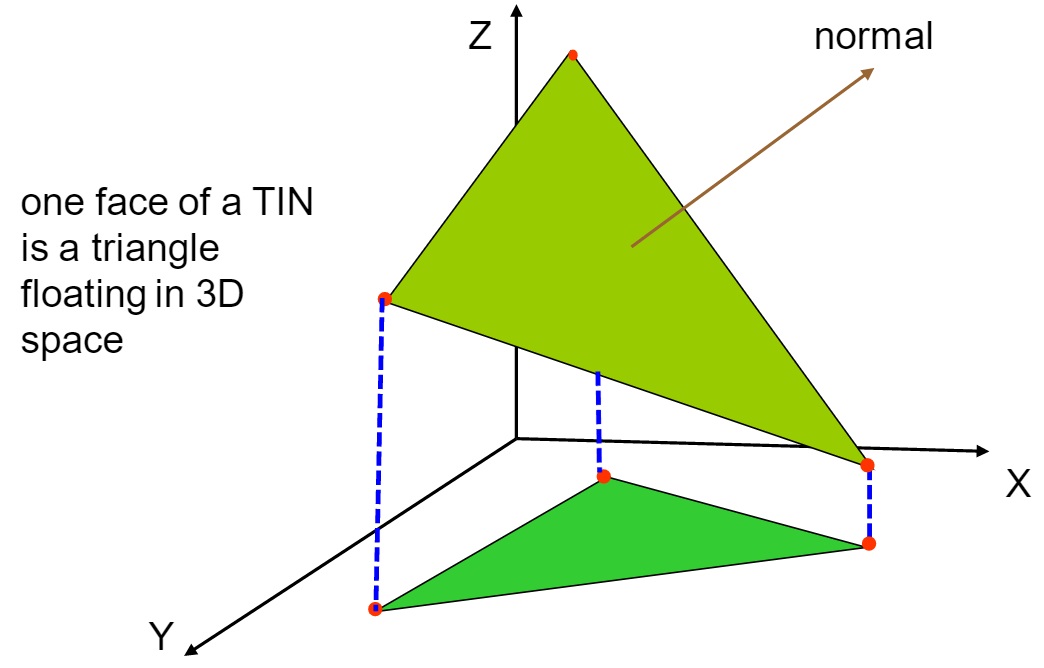 Z
normal
one face of a TIN
is a triangle
floating in 3D
space
X
Y